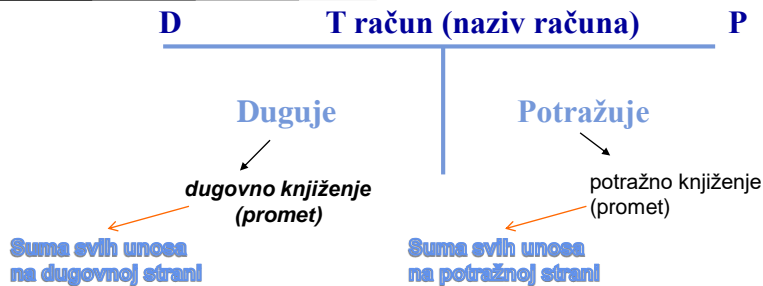 D T račun (naziv računa) P
Duguje Potražuje
dugovno knjiženje
(promet)
potražno knjiženje
(promet)
Suma svih unosa
na dugovnoj strani
Suma svih unosa
na potražnoj strani